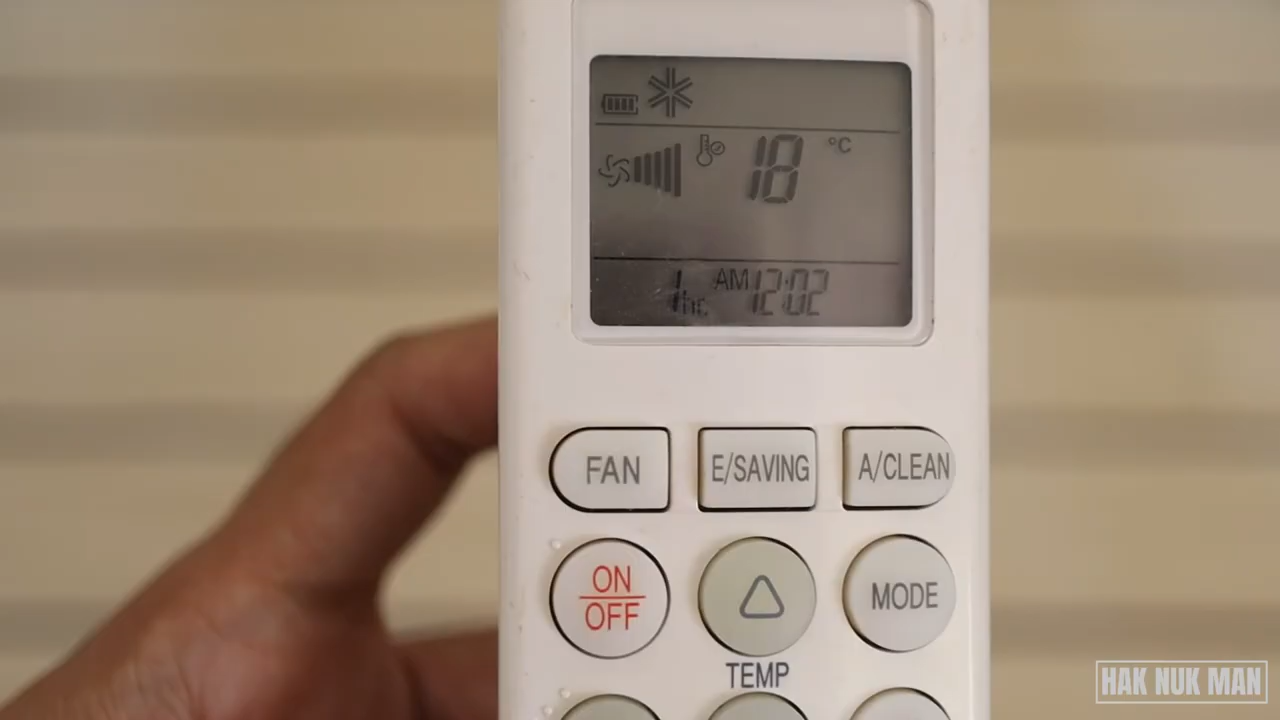 18 °C
1hr. AM 12:02
FAN E/SAVING A/CLEAN
ON
OFF
MODE
TEMP
HAK NUK MAN